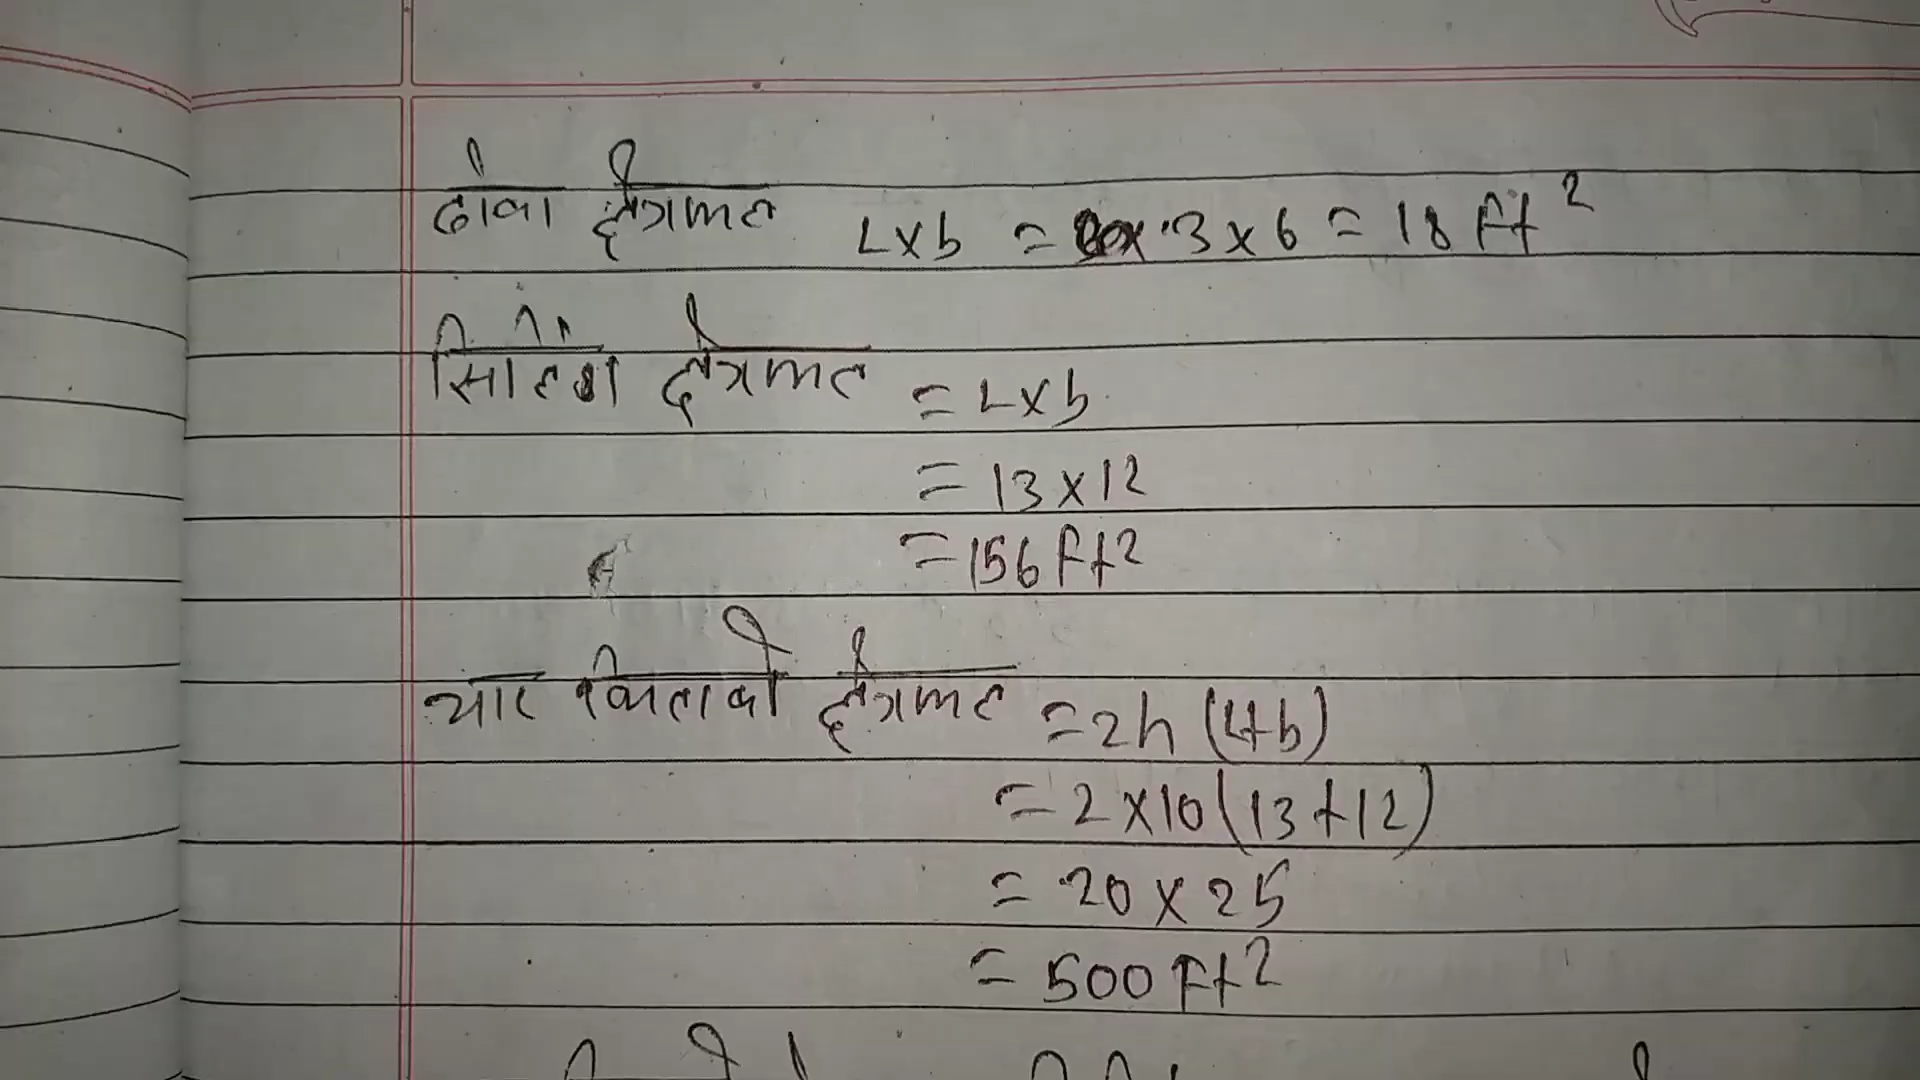 ढोका क्षेत्रफल L×b = 3×6 = 18 ft²
सिलिङ क्षेत्रफल = L×b
= 13×12
= 156 ft²
चार भित्ताको क्षेत्रफल = 2h (L+b)
= 2×10 (13+12)
= 20 × 25
= 500 Ft²